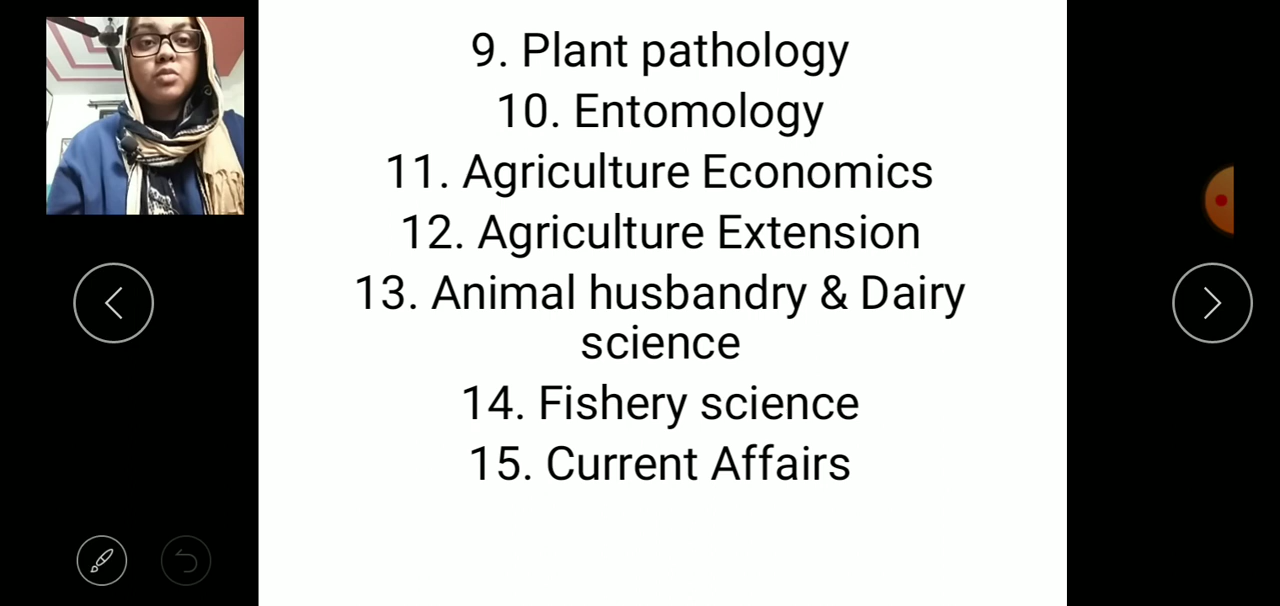 9. Plant pathology
10. Entomology
11. Agriculture Economics
12. Agriculture Extension
13. Animal husbandry & Dairy
science
14. Fishery science
15. Current Affairs